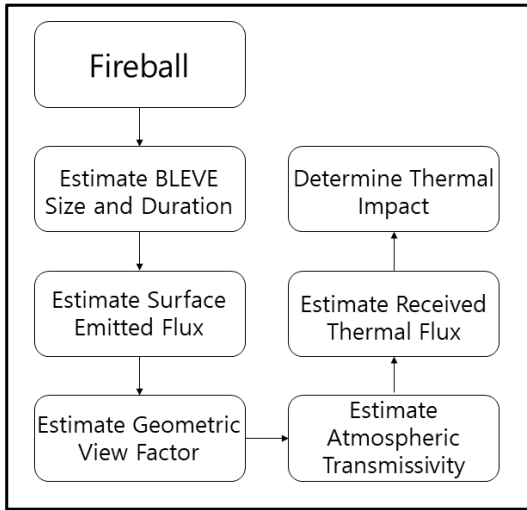 Fireball
Estimate BLEVE
Size and Duration
Estimate Surface
Emitted Flux
Estimate Geometric
View Factor
Estimate
Atmospheric
Transmissivity
Estimate Received
Thermal Flux
Determine Thermal
Impact